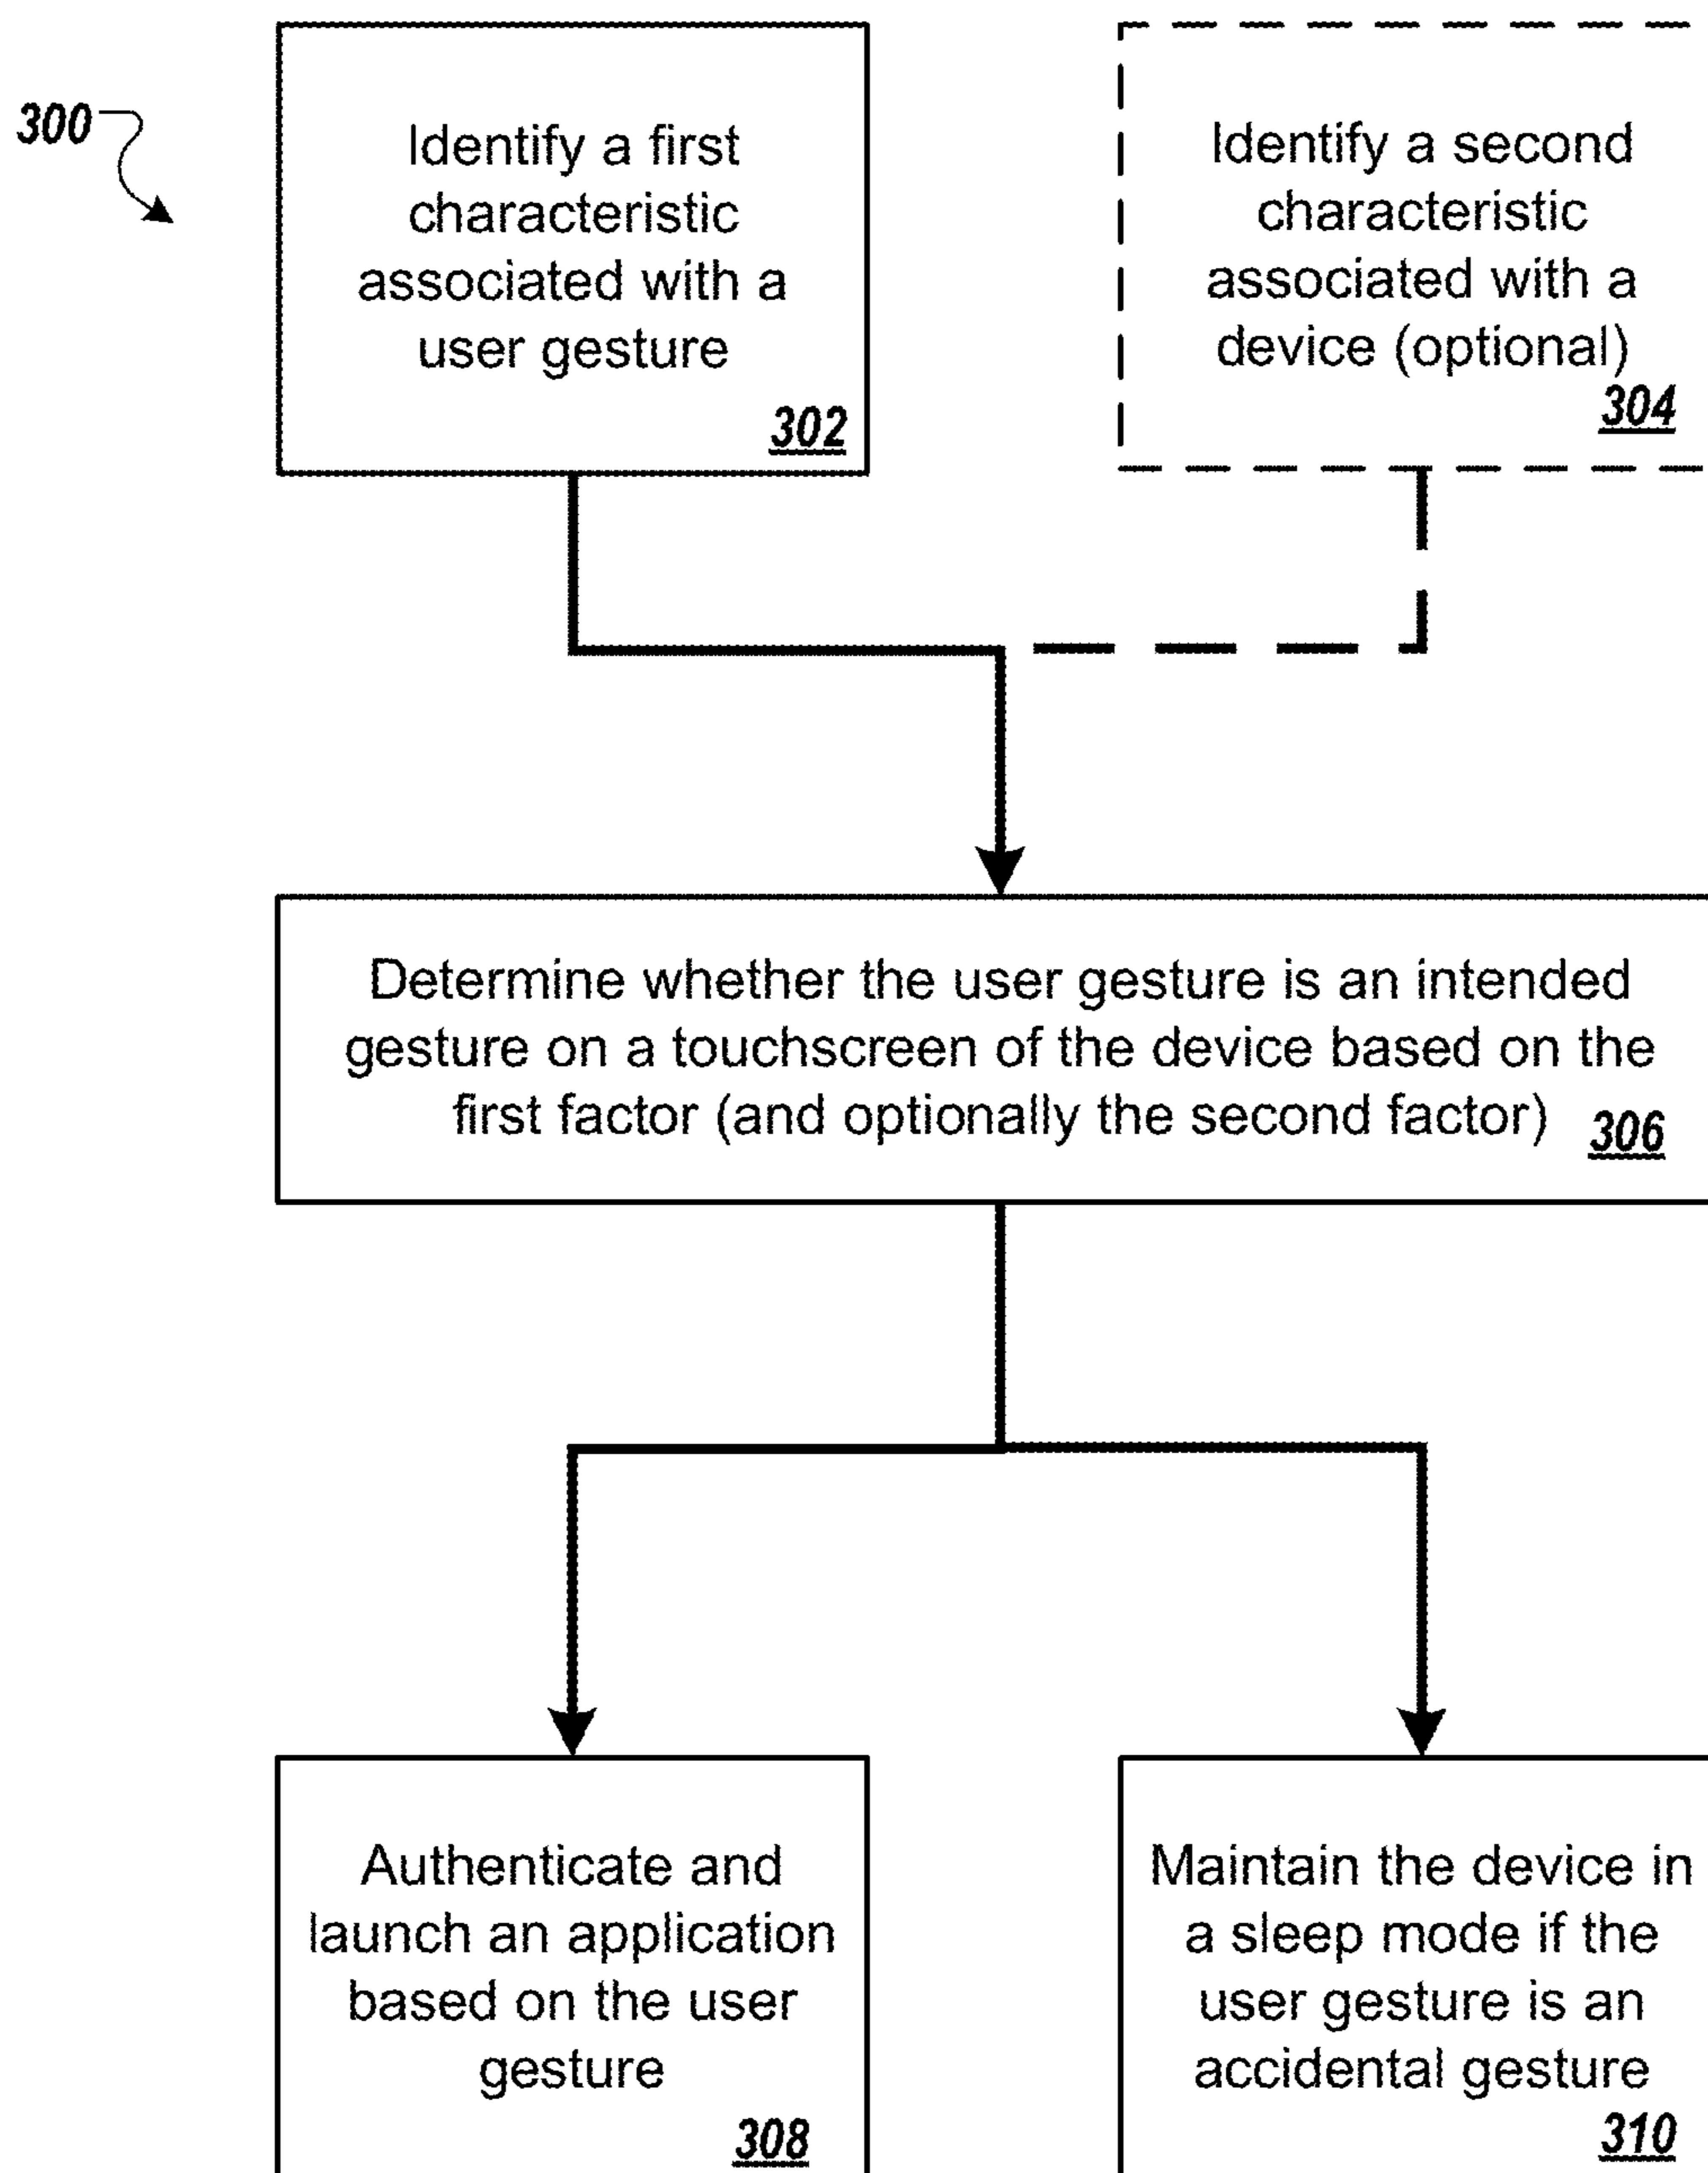 300
Identify a first
characteristic
associated with a
user gesture
302
Identify a second
characteristic
associated with a
device (optional)
304
Determine whether the user gesture is an intended
gesture on a touchscreen of the device based on the
first factor (and optionally the second factor) 306
Authenticate and
launch an application
based on the user
gesture
308
Maintain the device in
a sleep mode if the
user gesture is an
accidental gesture
310